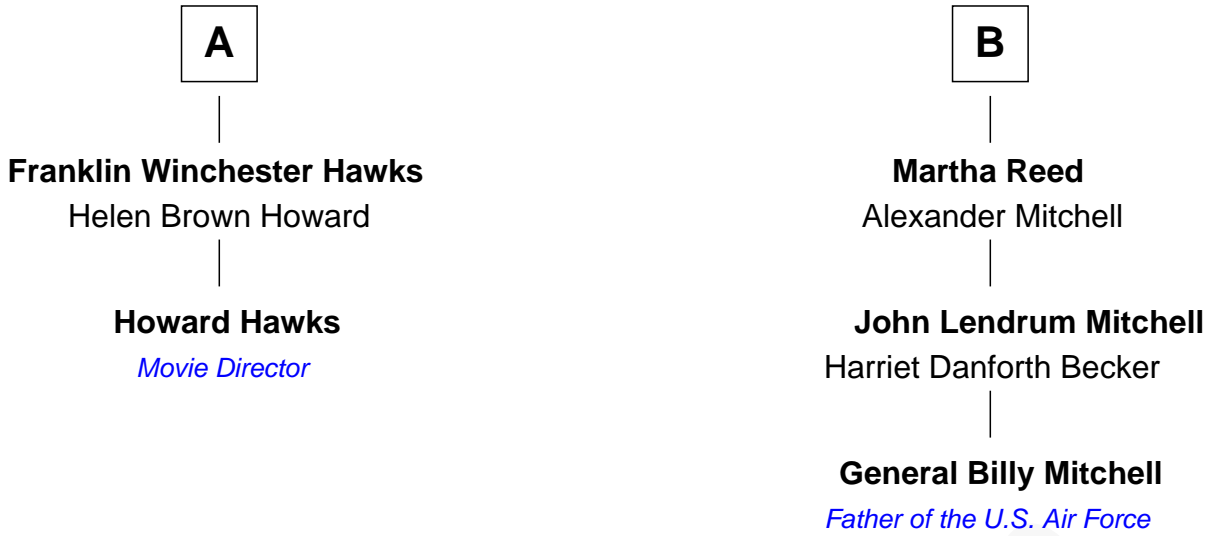 A
Franklin Winchester Hawks
Helen Brown Howard
Howard Hawks
Movie Director
B
Martha Reed
Alexander Mitchell
John Lendrum Mitchell
Harriet Danforth Becker
General Billy Mitchell
Father of the U.S. Air Force